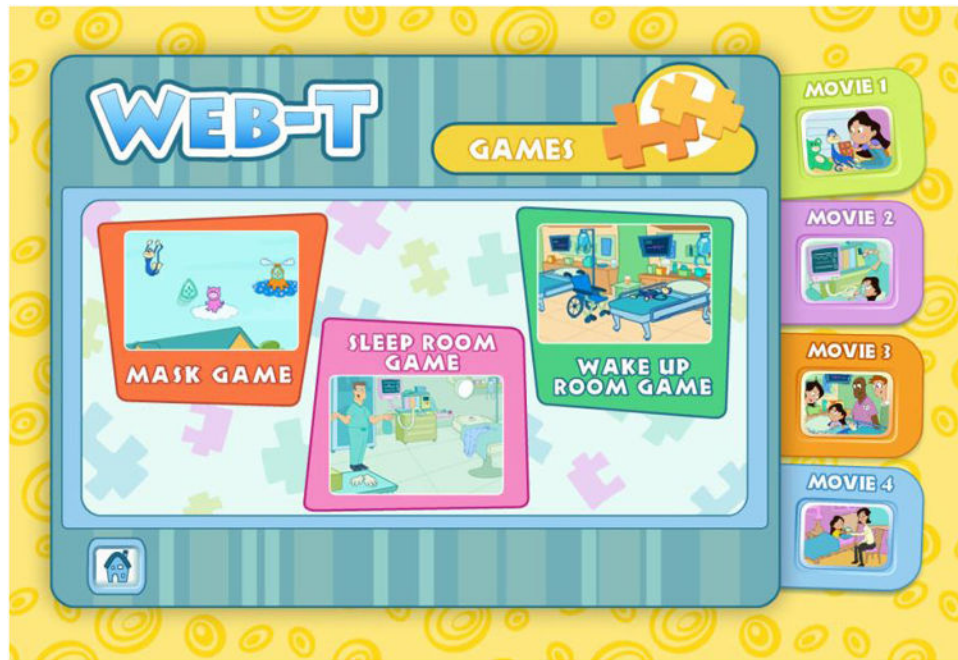 WEB-T
GAMES
MASK GAME
SLEEP ROOM
GAME
WAKE UP
ROOM GAME
MOVIE 1
MOVIE 2
MOVIE 3
MOVIE 4